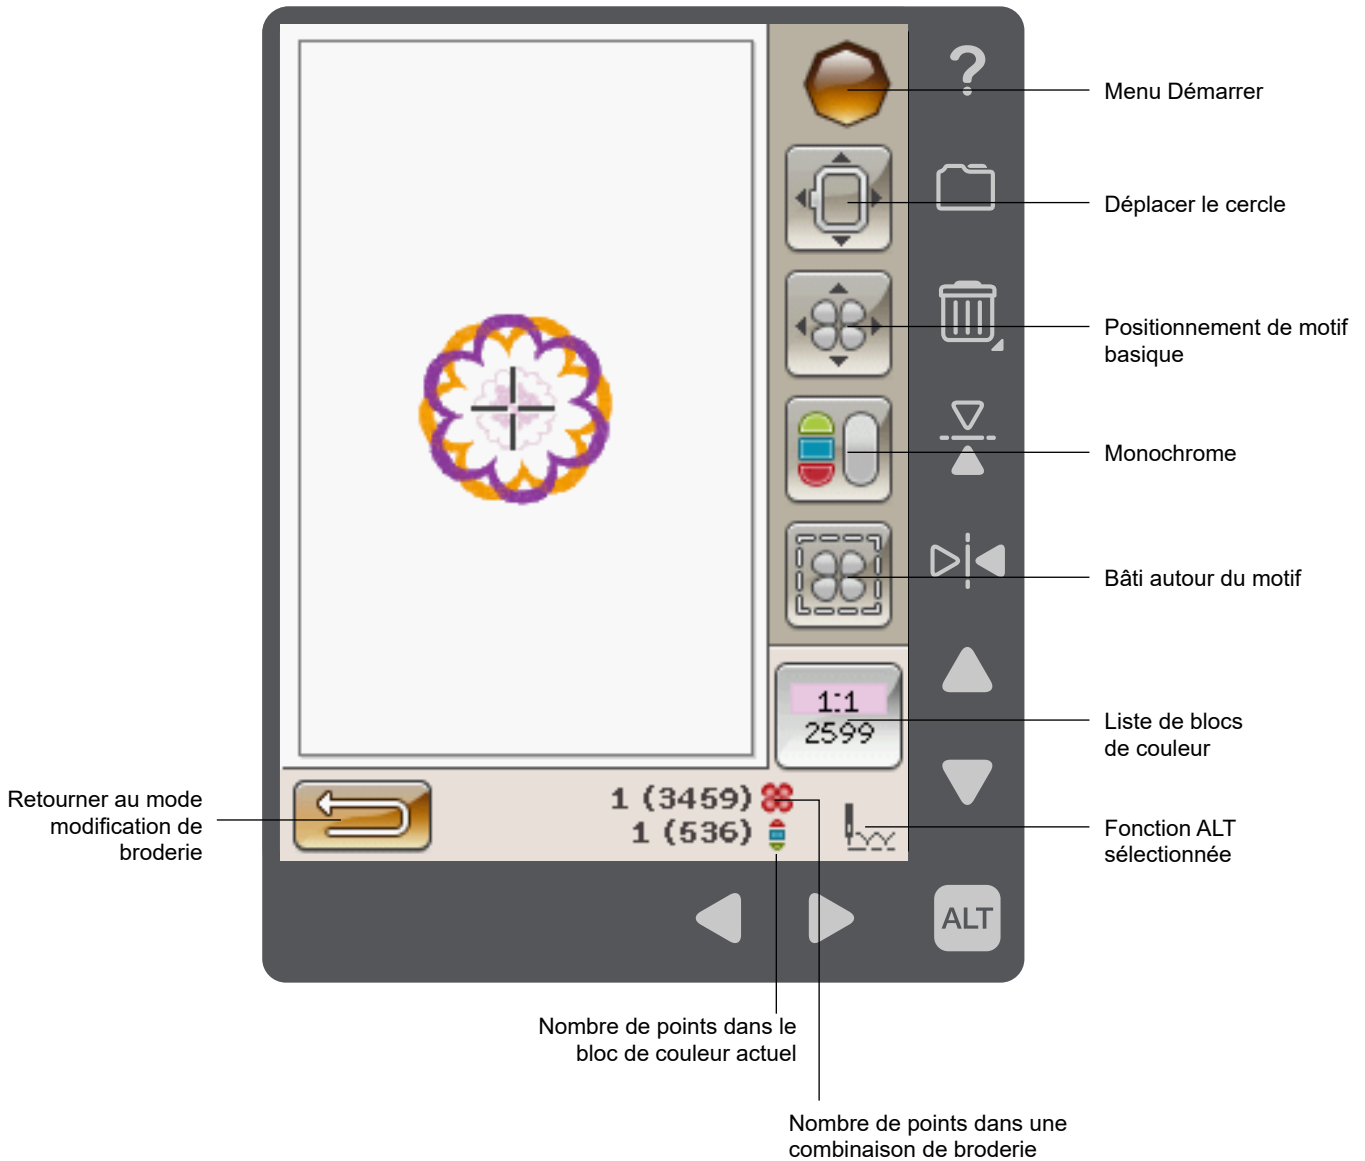 ?
Menu Démarrer
Déplacer le cercle
Positionnement de motif
basique
Monochrome
Bâti autour du motif
1:1
2599
Liste de blocs
de couleur
Retourner au mode
modification de
broderie
1 (3459)
1 (536)
Fonction ALT
sélectionnée
ALT
Nombre de points dans le
bloc de couleur actuel
Nombre de points dans une
combinaison de broderie